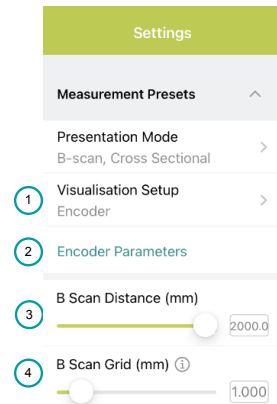 Settings
Measurement Presets
Presentation Mode
B-scan, Cross Sectional
1
Visualisation Setup
Encoder
2
Encoder Parameters
B Scan Distance (mm)
3
2000.0
B Scan Grid (mm) i
4
1.000